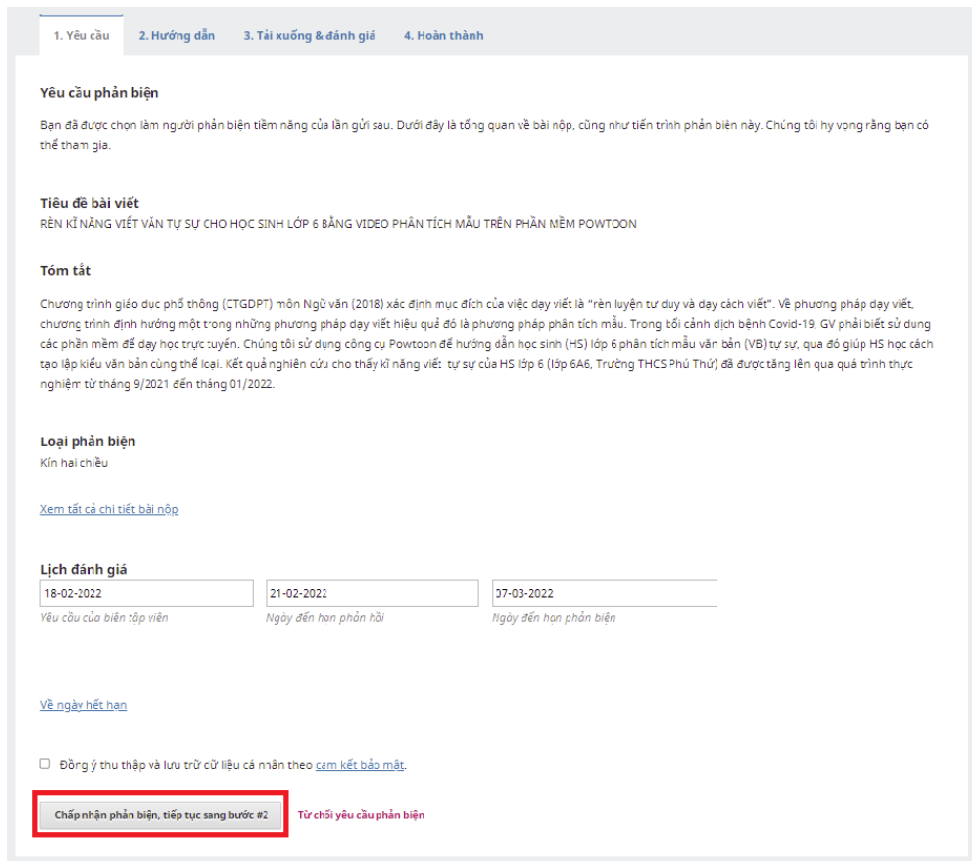 1. Yêu cầu
2. Hướng dẫn
3. Tải xuống & đánh giá
4. Hoàn thành
Yêu cầu phản biện
Bạn đã được chọn làm người phản biện tiềm năng của lần gửi sau. Dưới đây là tổng quan về bài nộp, cũng như tiến trình phản biện này. Chúng tôi hy vọng rằng bạn có
thể tham gia.
Tiêu đề bài viết
RÈN KĨ NĂNG VIẾT VĂN TỰ SỰ CHO HỌC SINH LỚP 6 BẰNG VIDEO PHÂN TÍCH MẪU TRÊN PHẦN MỀM POWTOON
Tóm tắt
Chương trình giáo dục phổ thông (CTGDPT) môn Ngữ văn (2018) xác định mục đích của việc dạy viết là "rèn luyện tư duy và dạy cách viết". Về phương pháp dạy viết,
chương trình định hướng một trong những phương pháp dạy viết hiệu quả đó là phương pháp phân tích mẫu. Trong bối cảnh dịch bệnh Covid-19, GV phải biết sử dụng
các phần mềm để dạy học trực tuyến. Chúng tôi sử dụng công cụ Powtoon để hướng dẫn học sinh (HS) lớp 6 phân tích mẫu văn bản (VB) tự sự, qua đó giúp HS học cách
tạo lập kiểu văn bản cùng thể loại. Kết quả nghiên cứu cho thấy kĩ năng viết tự sự của HS lớp 6 (lớp 6A6, Trường THCS Phú Thứ) đã được tăng lên qua quá trình thực
nghiệm từ tháng 9/2021 đến tháng 01/2022.
Loại phản biện
Kín hai chiều
Xem tất cả chi tiết bài nộp
Lịch đánh giá
18-02-2022
21-02-2022
07-03-2022
Yêu cầu của biên tập viên
Ngày đến hạn phản hồi
Ngày đến hạn phản biện
Về ngày hết hạn
Đồng ý thu thập và lưu trữ dữ liệu cá nhân theo cam kết bảo mật.
Chấp nhận phản biện, tiếp tục sang bước #2
Từ chối yêu cầu phản biện